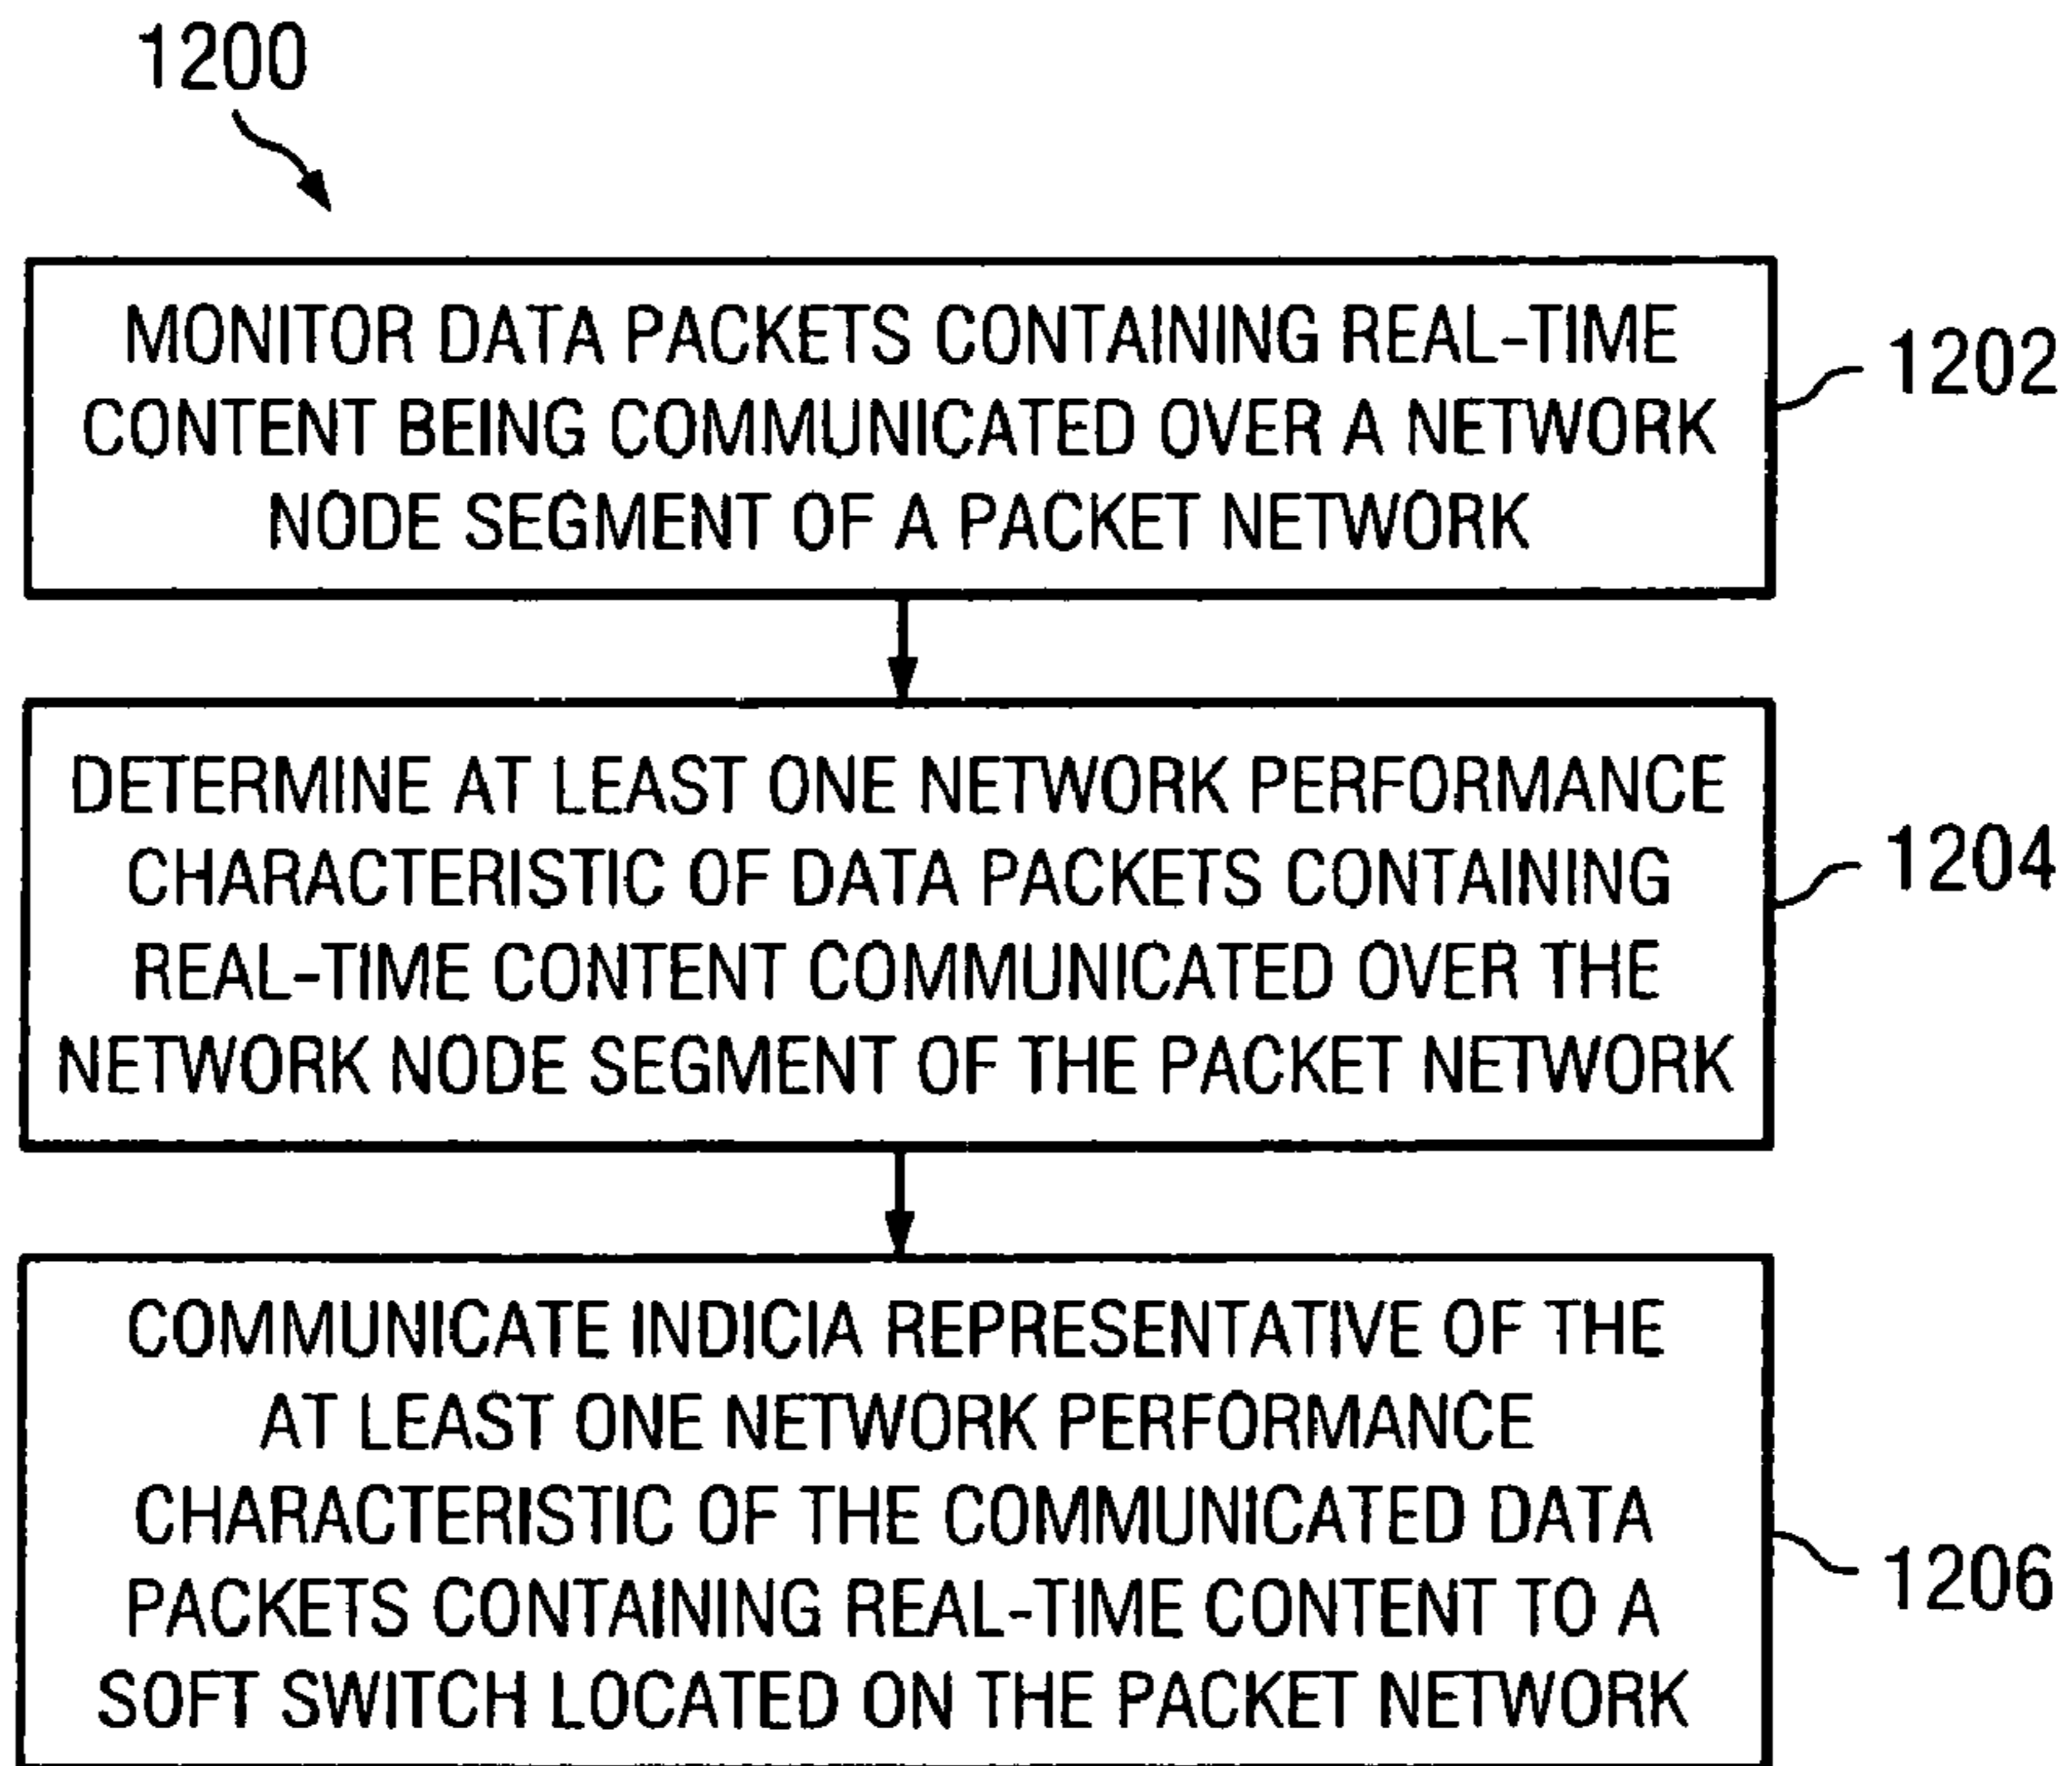 1200
MONITOR DATA PACKETS CONTAINING REAL-TIME
CONTENT BEING COMMUNICATED OVER A NETWORK
NODE SEGMENT OF A PACKET NETWORK
1202
DETERMINE AT LEAST ONE NETWORK PERFORMANCE
CHARACTERISTIC OF DATA PACKETS CONTAINING
REAL-TIME CONTENT COMMUNICATED OVER THE
NETWORK NODE SEGMENT OF THE PACKET NETWORK
1204
COMMUNICATE INDICIA REPRESENTATIVE OF THE
AT LEAST ONE NETWORK PERFORMANCE
CHARACTERISTIC OF THE COMMUNICATED DATA
PACKETS CONTAINING REAL-TIME CONTENT TO A
SOFT SWITCH LOCATED ON THE PACKET NETWORK
1206